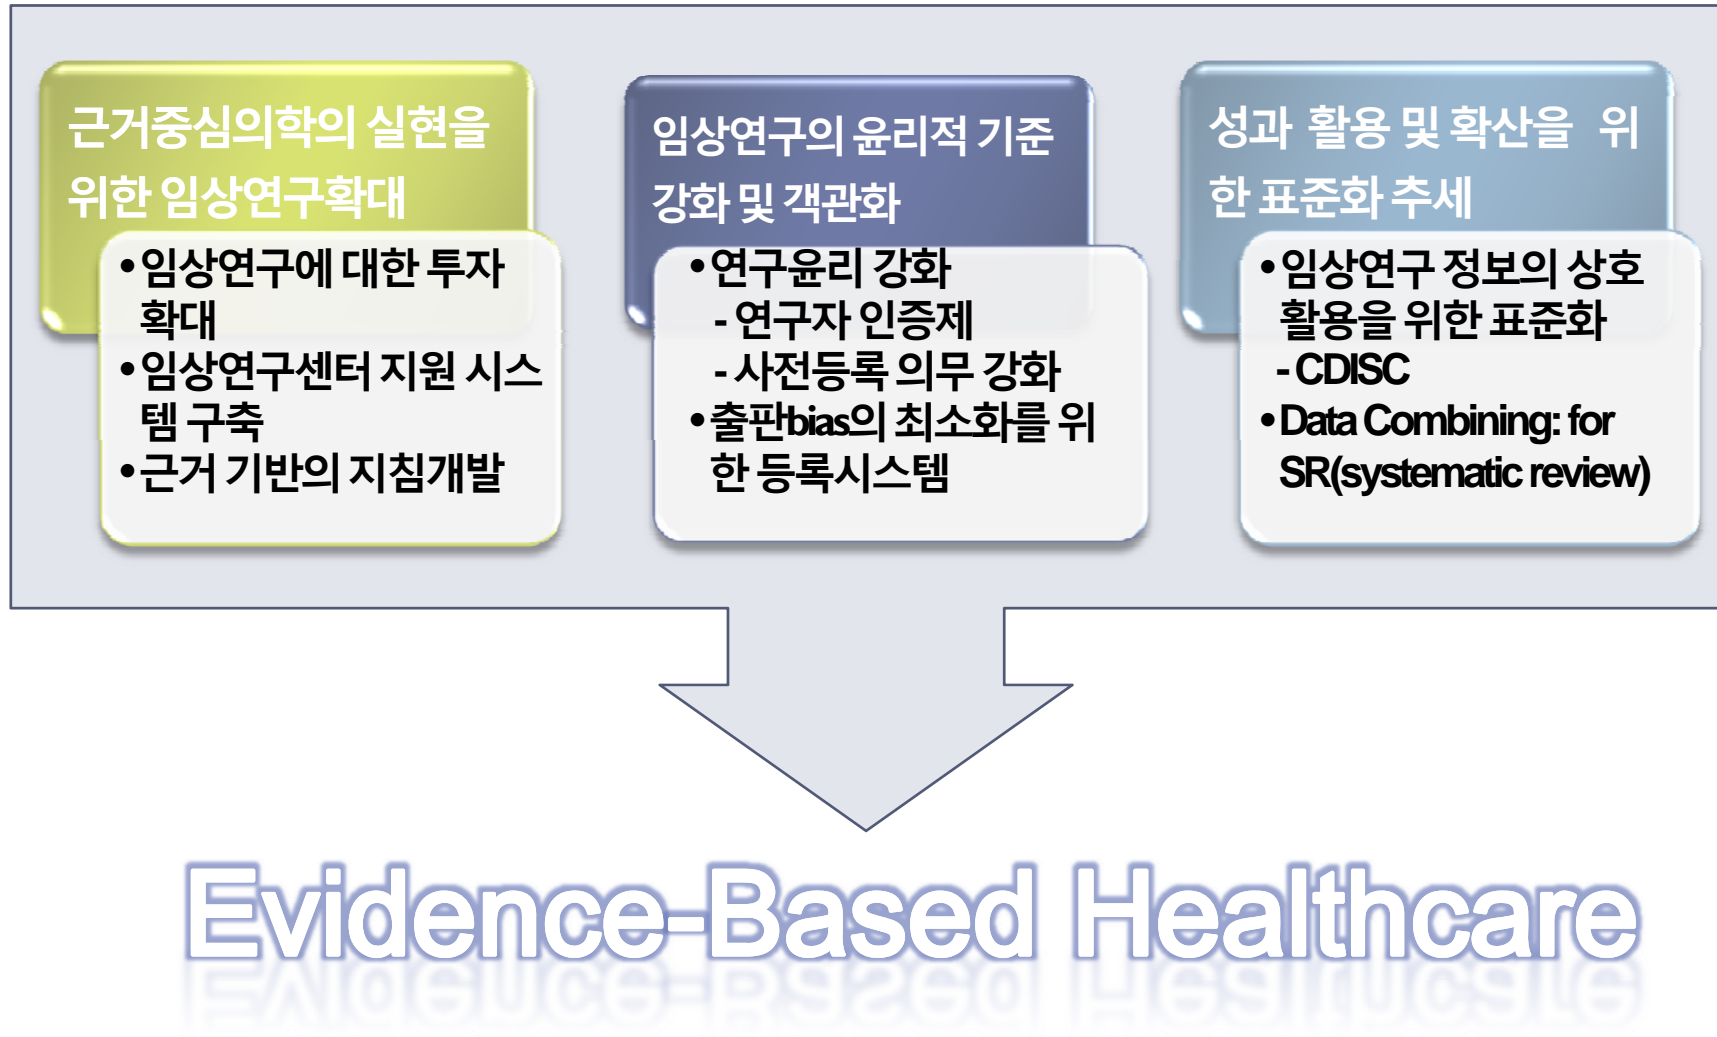 근거중심의학의 실현을
위한 임상연구확대
•임상연구에 대한 투자
확대
•임상연구센터 지원 시스
템 구축
•근거 기반의 지침개발
임상연구의 윤리적 기준
강화 및 객관화
•연구윤리 강화
- 연구자 인증제
- 사전등록 의무 강화
•출판bias의 최소화를 위
한 등록시스템
성과 활용 및 확산을 위
한 표준화 추세
•임상연구 정보의 상호
활용을 위한 표준화
- CDISC
•Data Combining: for
SR(systematic review)
Evidence-Based Healthcare